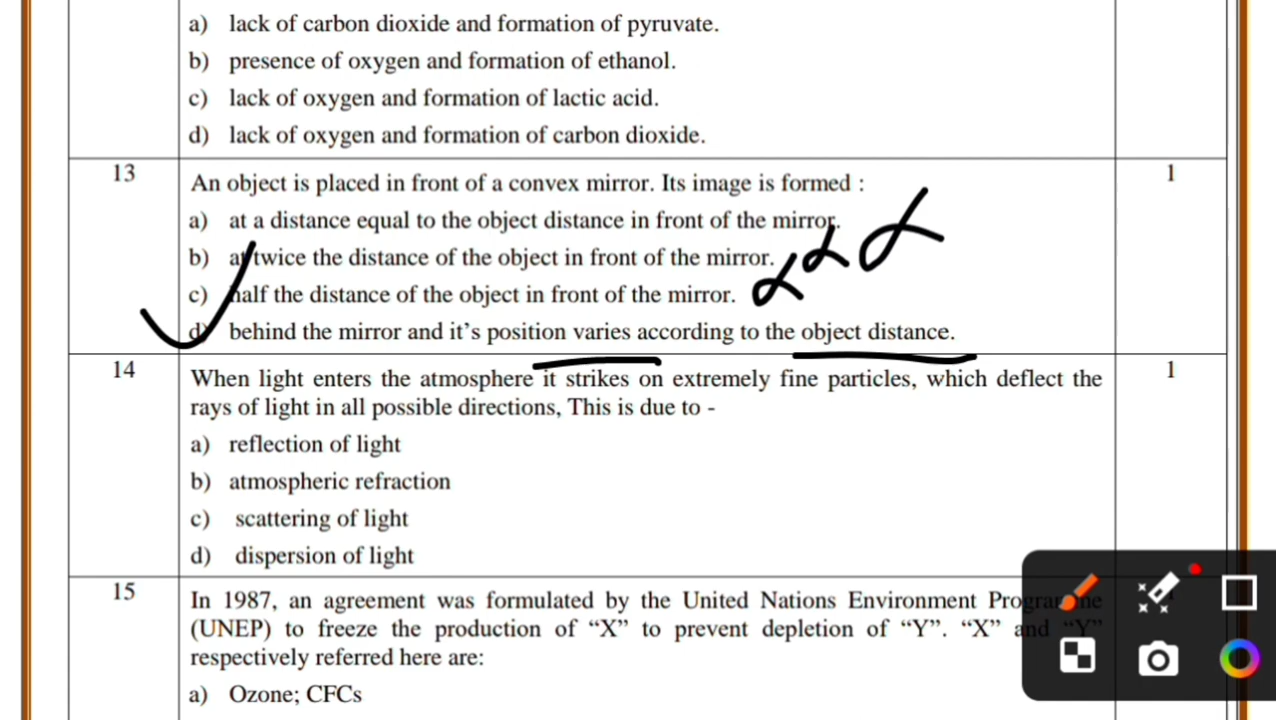 a) lack of carbon dioxide and formation of pyruvate.
b) presence of oxygen and formation of ethanol.
c) lack of oxygen and formation of lactic acid.
d) lack of oxygen and formation of carbon dioxide.
13
An object is placed in front of a convex mirror. Its image is formed :
1
a) at a distance equal to the object distance in front of the mirror.
b) at twice the distance of the object in front of the mirror.
c) half the distance of the object in front of the mirror.
d) behind the mirror and it's position varies according to the object distance.
14
When light enters the atmosphere it strikes on extremely fine particles, which deflect the
1
rays of light in all possible directions, This is due to -
a) reflection of light
b) atmospheric refraction
c) scattering of light
d) dispersion of light
15
In 1987, an agreement was formulated by the United Nations Environment
(UNEP) to freeze the production of “X” to prevent depletion of “Y”. “X” and “Y”
respectively referred here are:
a) Ozone; CFCs